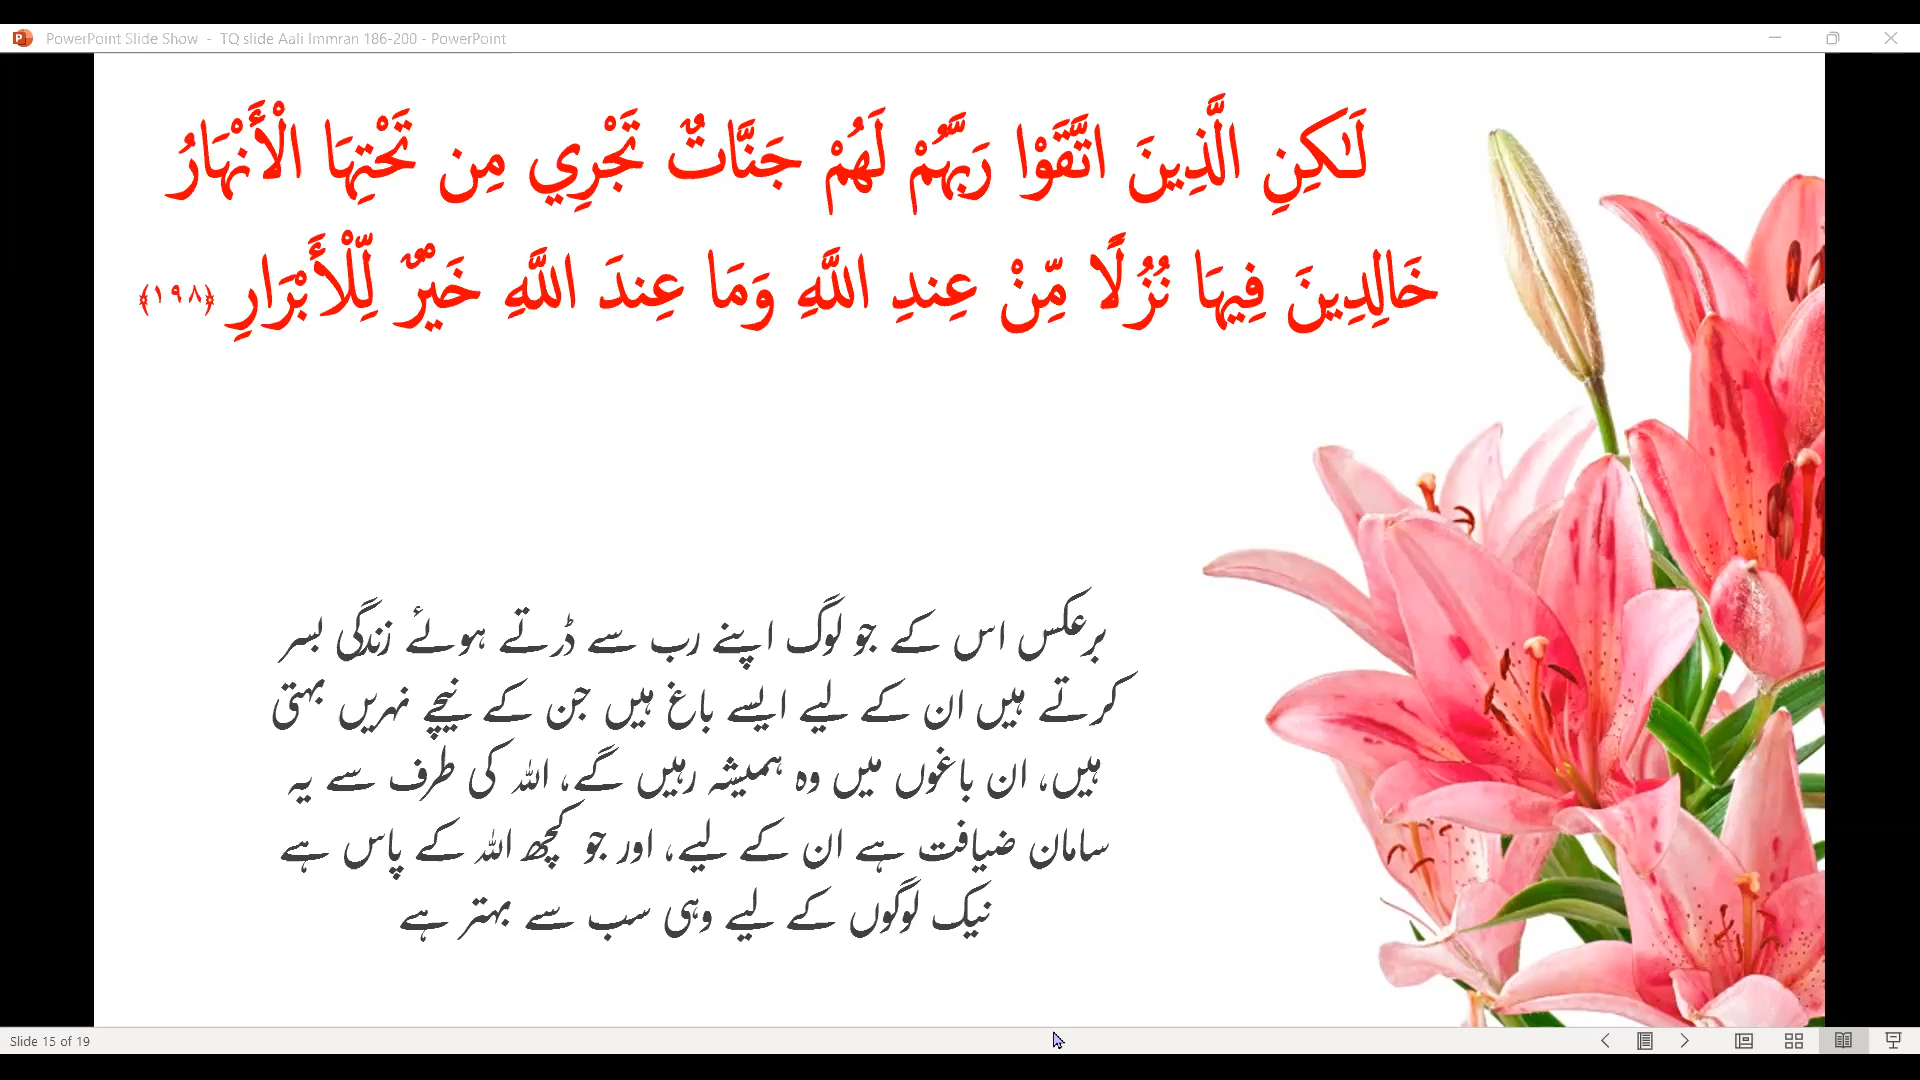 PowerPoint Slide Show - TQ slide Aali Immran 186-200 - PowerPoint
لَـٰكِنِ الَّذِينَ اتَّقَوْا رَبَّهُمْ لَهُمْ جَنَّاتٌ تَجْرِي مِن تَحْتِهَا الْأَنْهَارُ
خَالِدِينَ فِيهَا نُزُلًا مِّنْ عِندِ اللَّهِ وَمَا عِندَ اللَّهِ خَيْرٌ لِّلْأَبْرَارِ ﴿١٩٨﴾
برعکس اس کے جو لوگ اپنے رب سے ڈرتے ہوئے زندگی بسر
کرتے ہیں ان کے لیے ایسے باغ ہیں جن کے نیچے نہریں بہتی
ہیں، ان باغوں میں وہ ہمیشہ رہیں گے، اللہ کی طرف سے یہ
سامان ضیافت ہے ان کے لیے، اور جو کچھ اللہ کے پاس ہے
نیک لوگوں کے لیے وہی سب سے بہتر ہے
Slide 15 of 19